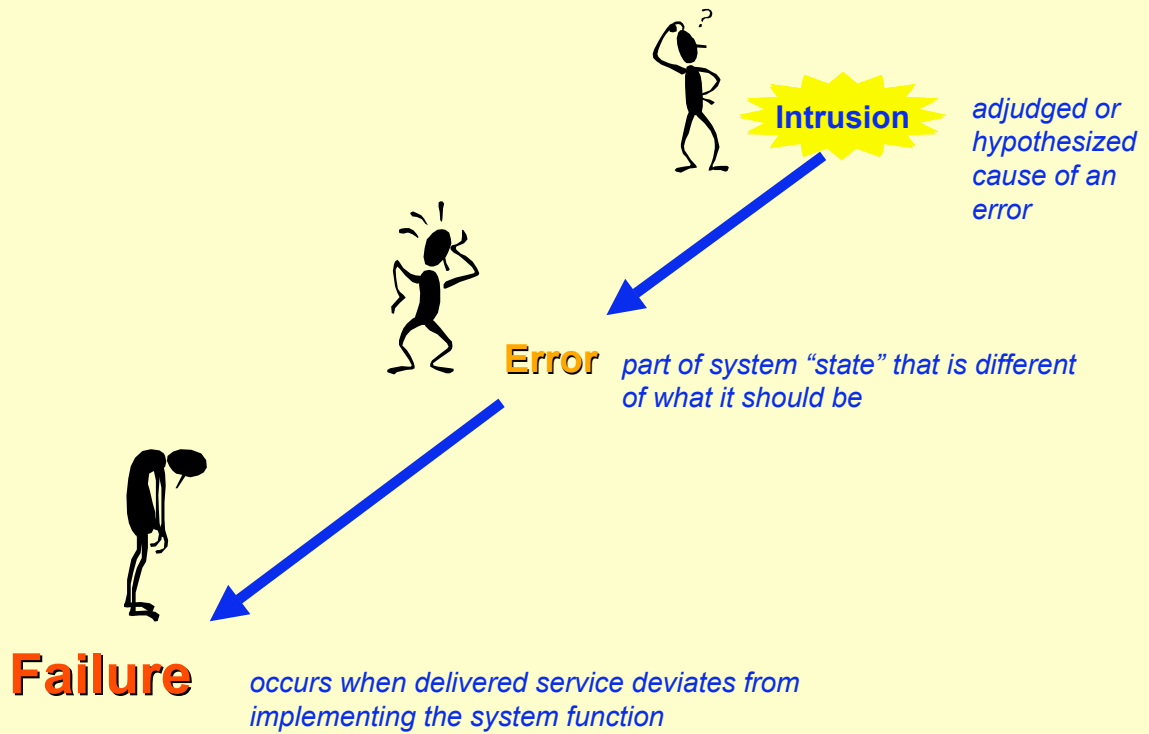 ?
Intrusion
adjudged or
hypothesized
cause of an
error
Error
part of system “state” that is different
of what it should be
Failure
occurs when delivered service deviates from
implementing the system function